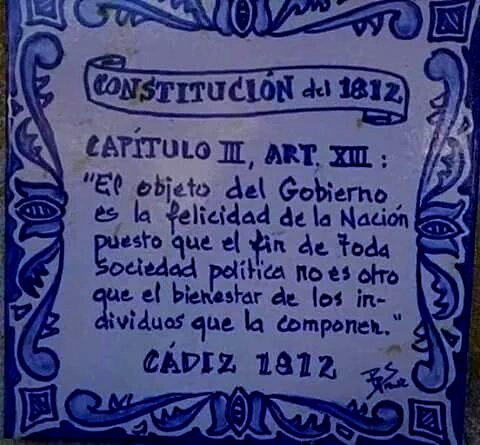 CONSTITUCIÓN del 1812
CAPÍTULO III, ART. XIII :
"El objeto del Gobierno
es la felicidad de la Nación
puesto que el fin de toda
sociedad política no es otro
que el bienestar de los in-
dividuos que la componen."
CÁDIZ 1812